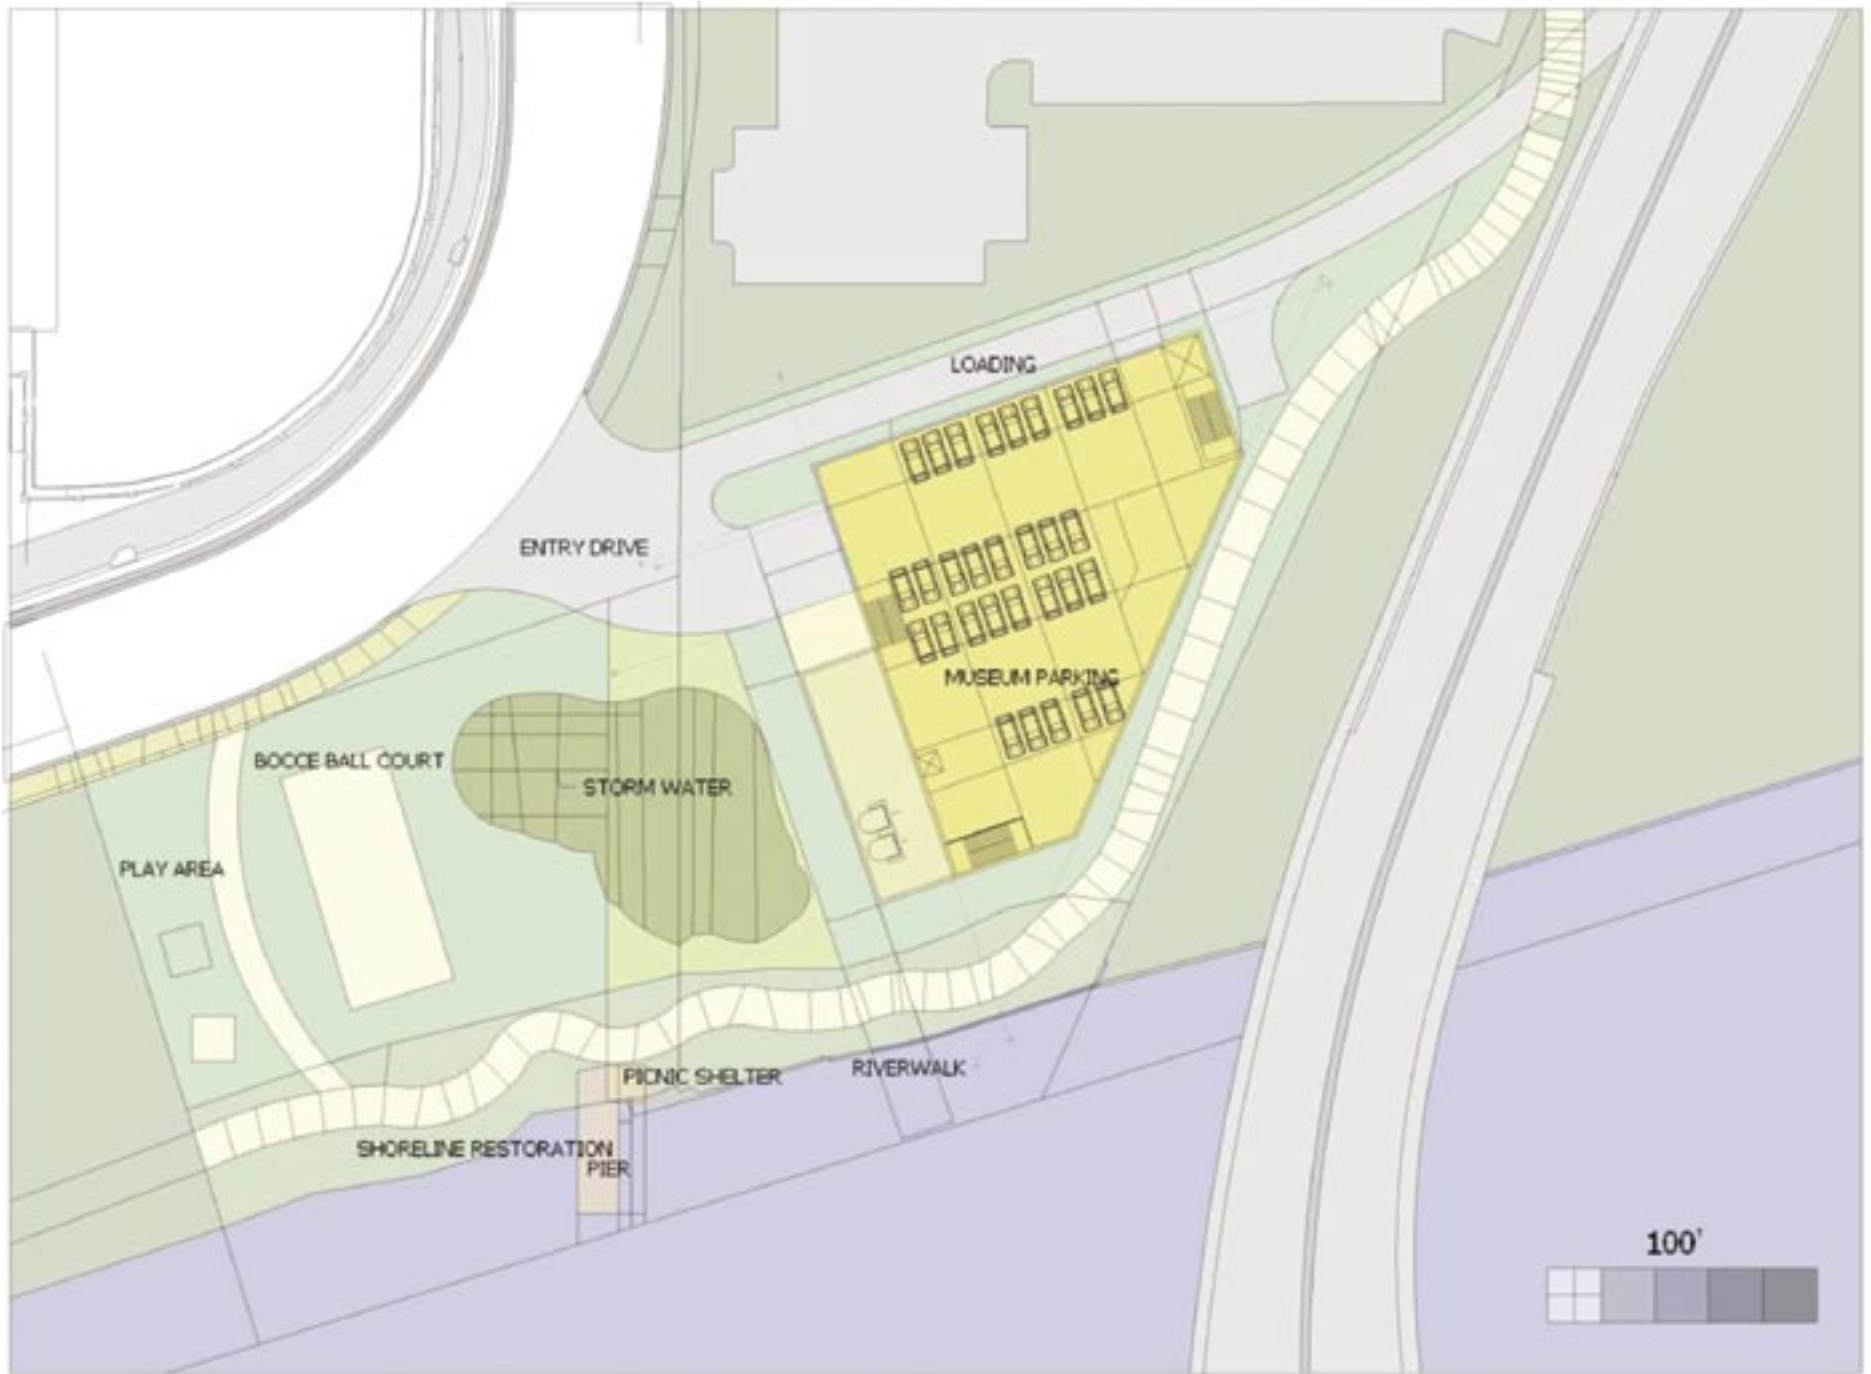 LOADING
ENTRY DRIVE
MUSEUM PARKING
BOCCE BALL COURT
STORM WATER
PLAY AREA
RIVERWALK
PICNIC SHELTER
SHORELINE RESTORATION
PIER
100'